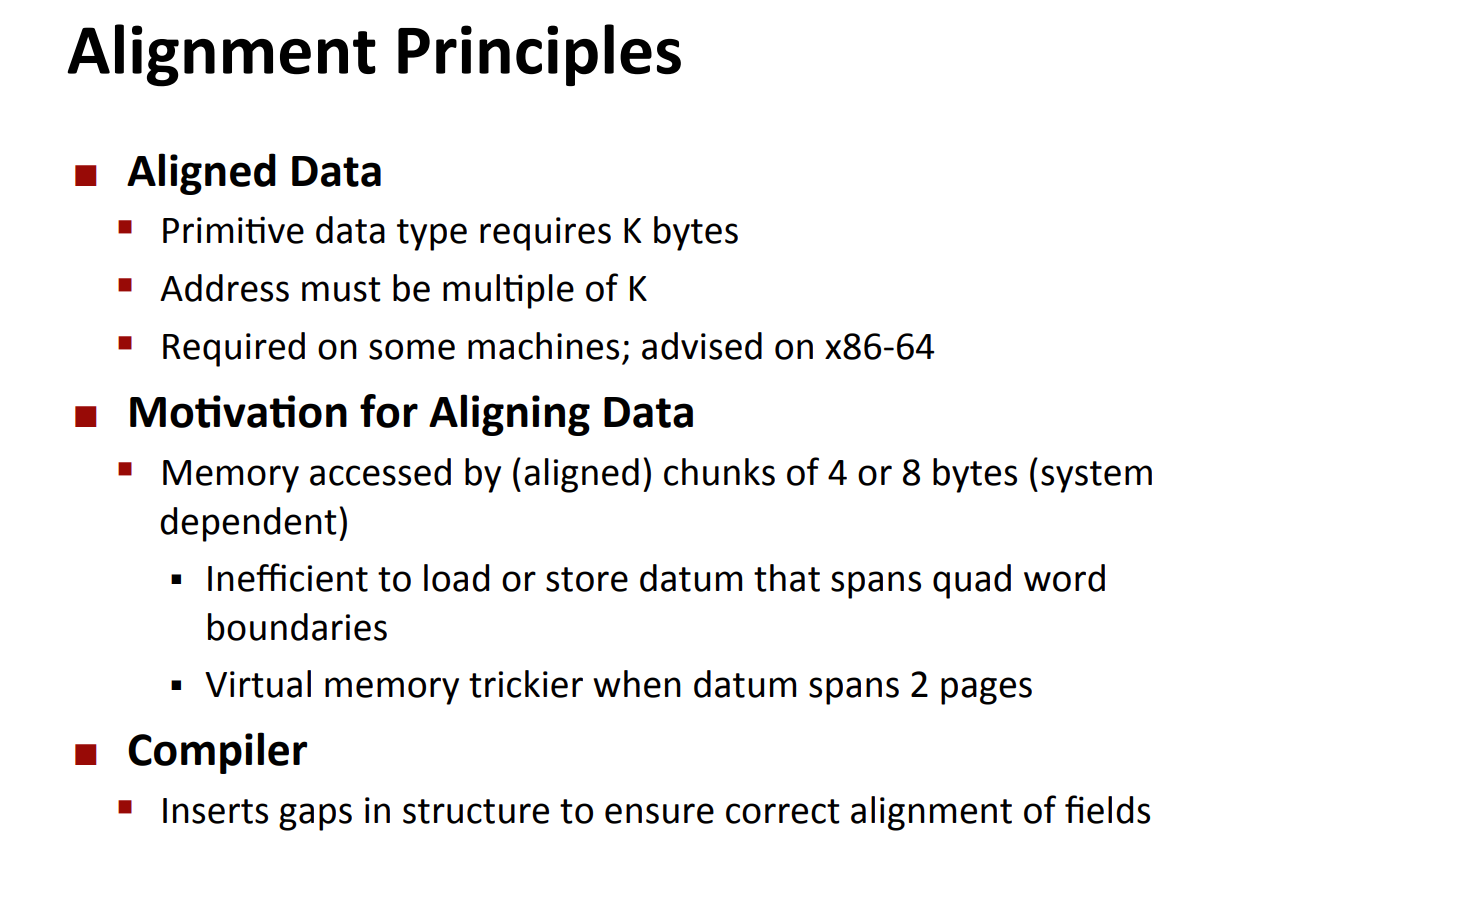 Alignment Principles
Aligned Data
Primitive data type requires K bytes
Address must be multiple of K
Required on some machines; advised on x86-64
Motivation for Aligning Data
Memory accessed by (aligned) chunks of 4 or 8 bytes (system
dependent)
Inefficient to load or store datum that spans quad word
boundaries
Virtual memory trickier when datum spans 2 pages
Compiler
Inserts gaps in structure to ensure correct alignment of fields